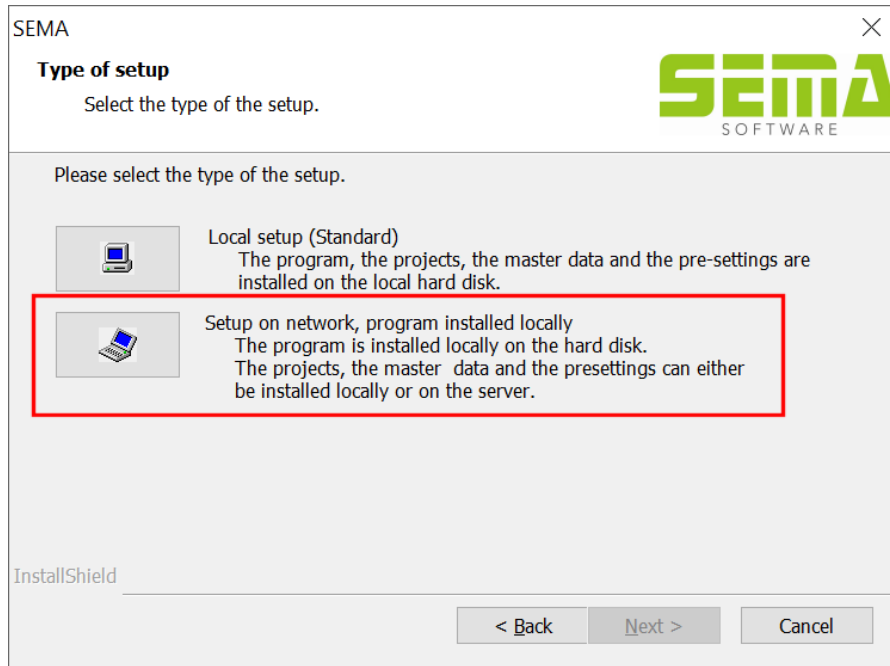 SEMA
Type of setup
Select the type of the setup.
SEMA
SOFTWARE
Please select the type of the setup.
Local setup (Standard)
The program, the projects, the master data and the pre-settings are
installed on the local hard disk.
Setup on network, program installed locally
The program is installed locally on the hard disk.
The projects, the master  data and the presettings can either
be installed locally or on the server.
InstallShield
< Back
Next >
Cancel